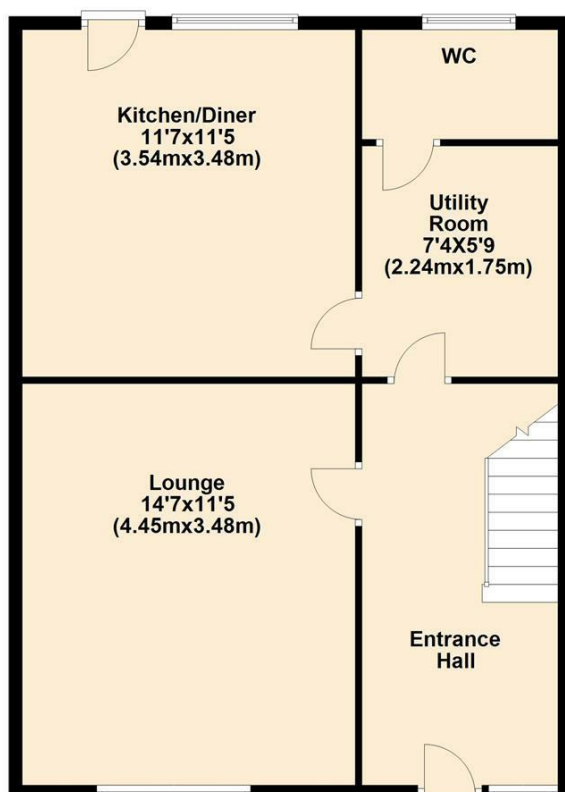 Kitchen/Diner
11'7x11'5
(3.54mx3.48m)
WC
Utility
Room
7'4X5'9
(2.24mx1.75m)
Lounge
14'7x11'5
(4.45mx3.48m)
Entrance
Hall